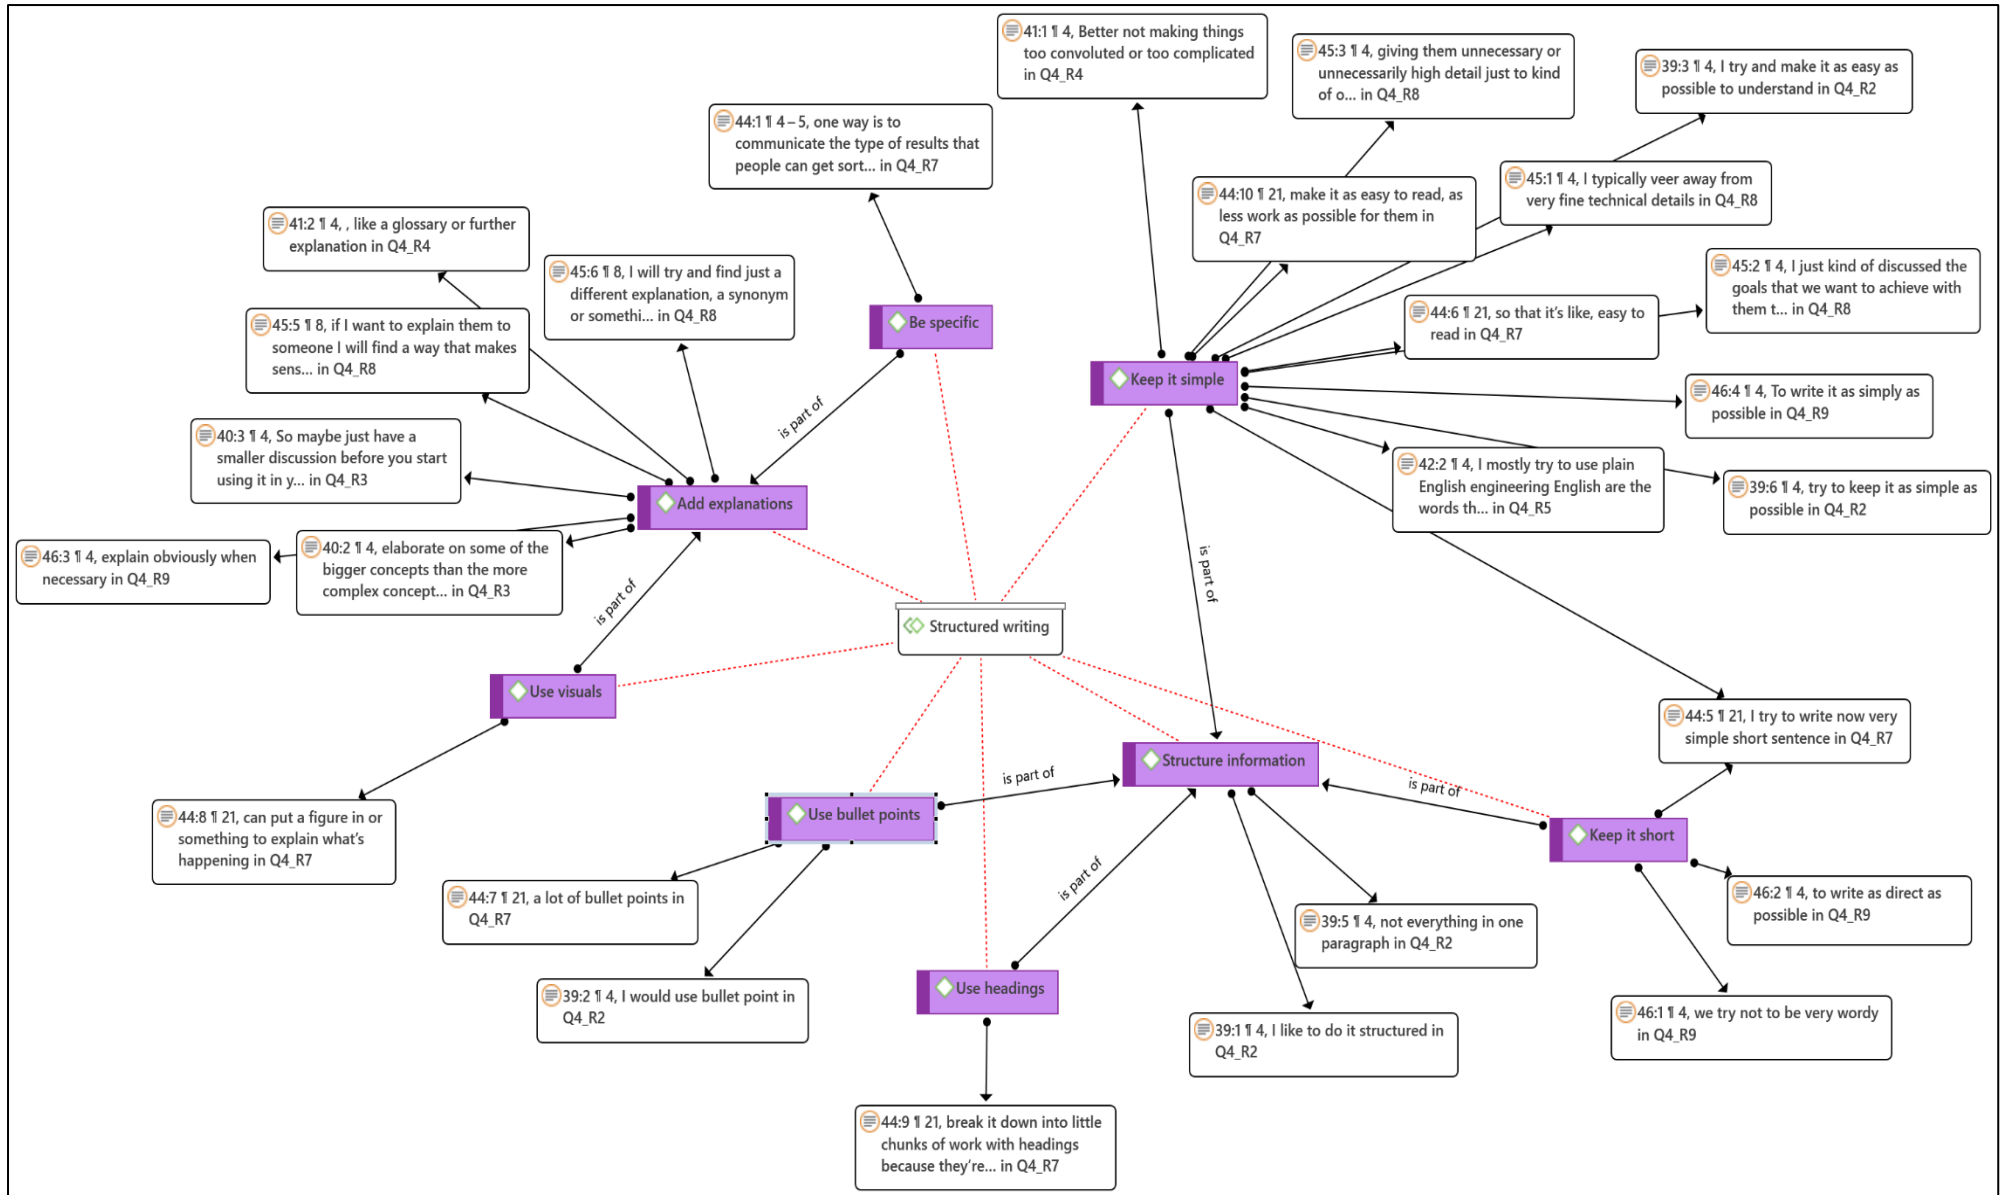 41:1 ¶ 4, Better not making things
too convoluted or too complicated
in Q4_R4
45:3 ¶ 4, giving them unnecessary or
unnecessarily high detail just to kind
of o... in Q4_R8
39:3 ¶ 4, I try and make it as easy as
possible to understand in Q4_R2
44:1 ¶ 4 – 5, one way is to
communicate the type of results that
people can get sort... in Q4_R7
44:10 ¶ 21, make it as easy to read, as
less work as possible for them in
Q4_R7
45:1 ¶ 4, I typically veer away from
very fine technical details in Q4_R8
41:2 ¶ 4, , like a glossary or further
explanation in Q4_R4
45:6 ¶ 8, I will try and find just a
different explanation, a synonym
or somethi... in Q4_R8
45:2 ¶ 4, I just kind of discussed the
goals that we want to achieve with
them t... in Q4_R8
45:5 ¶ 8, if I want to explain them to
someone I will find a way that makes
sens... in Q4_R8
Be specific
44:6 ¶ 21, so that it's like, easy to
read in Q4_R7
Keep it simple
46:4 ¶ 4, To write it as simply as
possible in Q4_R9
is part of
40:3 ¶ 4, So maybe just have a
smaller discussion before you start
using it in y... in Q4_R3
42:2 ¶ 4, I mostly try to use plain
English engineering English are the
words th... in Q4_R5
39:6 ¶ 4, try to keep it as simple as
possible in Q4_R2
Add explanations
46:3 ¶ 4, explain obviously when
necessary in Q4_R9
40:2 ¶ 4, elaborate on some of the
bigger concepts than the more
complex concept... in Q4_R3
is part of
is part of
Structured writing
Use visuals
44:5 ¶ 21, I try to write now very
simple short sentence in Q4_R7
Structure information
is part of
is part of
44:8 ¶ 21, can put a figure in or
something to explain what's
happening in Q4_R7
Use bullet points
Keep it short
is part of
44:7 ¶ 21, a lot of bullet points in
Q4_R7
46:2 ¶ 4, to write as direct as
possible in Q4_R9
39:5 ¶ 4, not everything in one
paragraph in Q4_R2
39:2 ¶ 4, I would use bullet point in
Q4_R2
Use headings
39:1 ¶ 4, I like to do it structured in
Q4_R2
46:1 ¶ 4, we try not to be very wordy
in Q4_R9
44:9 ¶ 21, break it down into little
chunks of work with headings
because they're... in Q4_R7